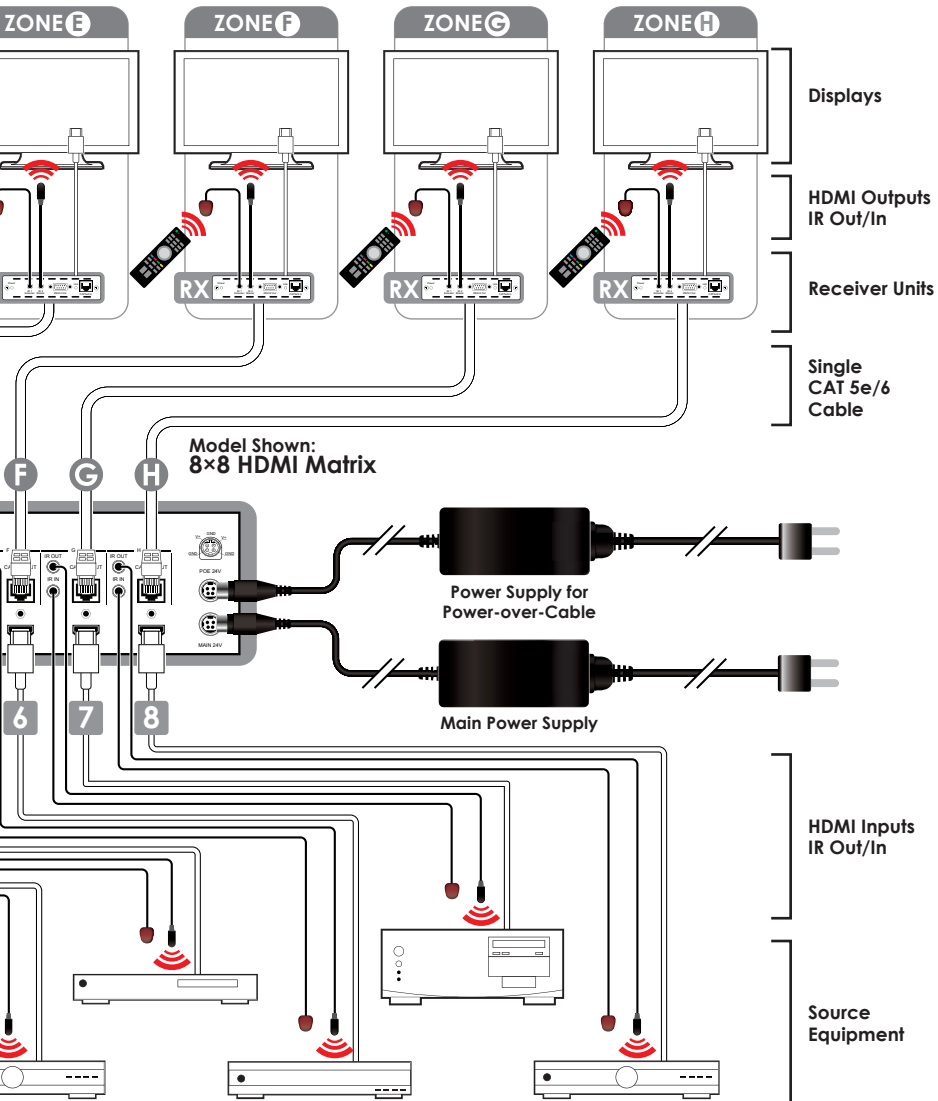 ZONE E
ZONE F
ZONE G
ZONE H
Displays
HDMI Outputs
IR Out/In
RX
RX
RX
Receiver Units
Single
CAT 5e/6
Cable
Model Shown:
8×8 HDMI Matrix
F
G
H
F
G
H
IR OUT
IR OUT
IR IN
IR IN
GND
V+
V+
GND
GND
POE 24V
MAIN 24V
Power Supply for
Power-over-Cable
Main Power Supply
6
7
8
HDMI Inputs
IR Out/In
Source
Equipment